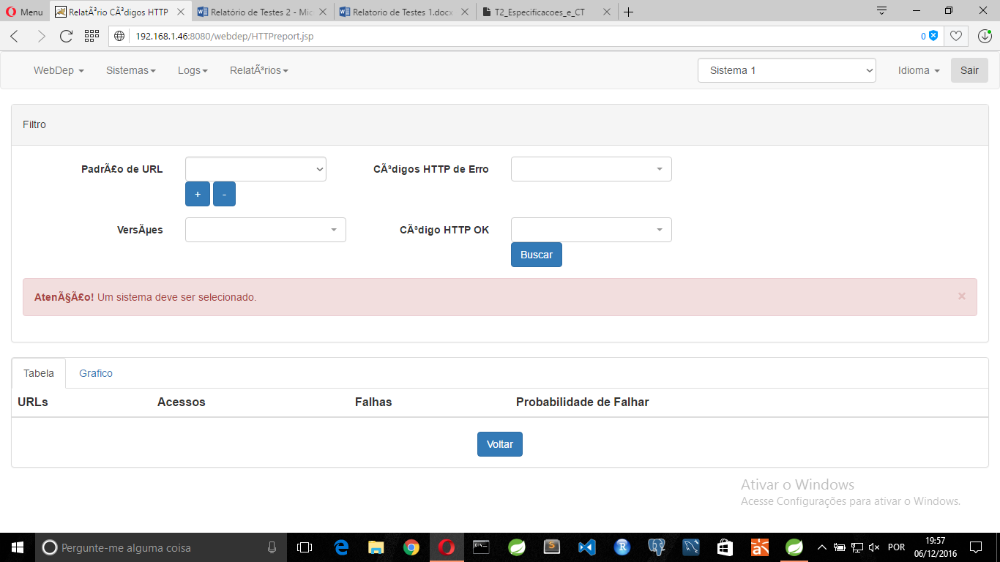 Menu
RelatÃ³rio CÃ³digos HTTP
Relatório de Testes 2 - Mic
Relatorio de Testes 1.docx
T2_Especificacoes_e_CT
192.168.1.46:8080/webdep/HTTPreport.jsp
0
WebDep
Sistemas
Logs
RelatÃ³rios
Sistema 1
Idioma
Sair
Filtro
PadrÃ£o de URL
CÃ³digos HTTP de Erro
+ -
VersÃµes
CÃ³digo HTTP OK
Buscar
AtenÃ§Ã£o! Um sistema deve ser selecionado.
×
Tabela
Grafico
URLs
Acessos
Falhas
Probabilidade de Falhar
Voltar
Ativar o Windows
Acesse Configurações para ativar o Windows.
Pergunte-me alguma coisa
POR
19:57
06/12/2016